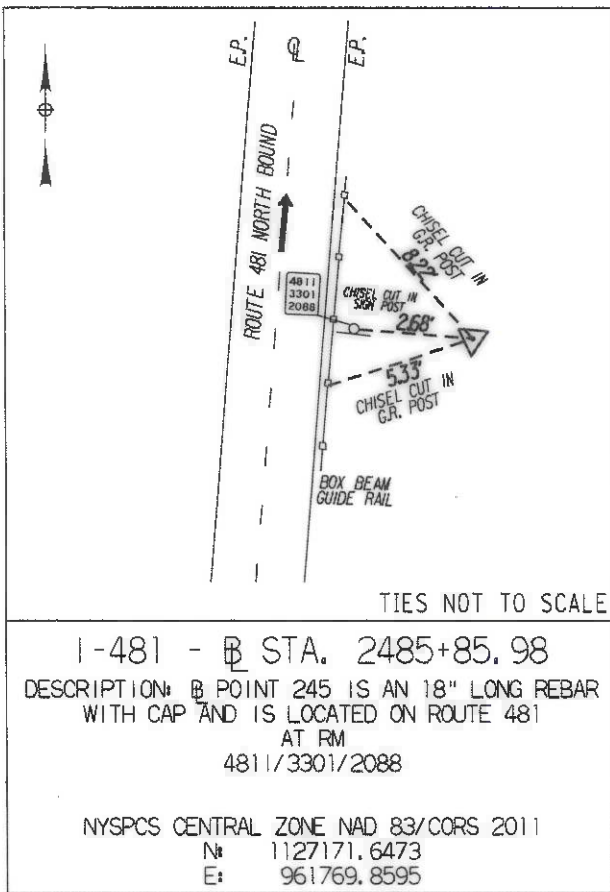 E.P.
℄
E.P.
ROUTE 481 NORTH BOUND
CHISEL CUT IN
G.R. POST
8.22'
4811
3301
2088
CHISEL CUT IN
SIGN POST
2.68'
5.33'
CHISEL CUT IN
G.R. POST
BOX BEAM
GUIDE RAIL
TIES NOT TO SCALE
I-481 - BL STA. 2485+85.98
DESCRIPTION: BL POINT 245 IS AN 18" LONG REBAR
WITH CAP AND IS LOCATED ON ROUTE 481
AT RM
4811/3301/2088
NYSPCS CENTRAL ZONE NAD 83/CORS 2011
N: 1127171.6473
E: 961769.8595